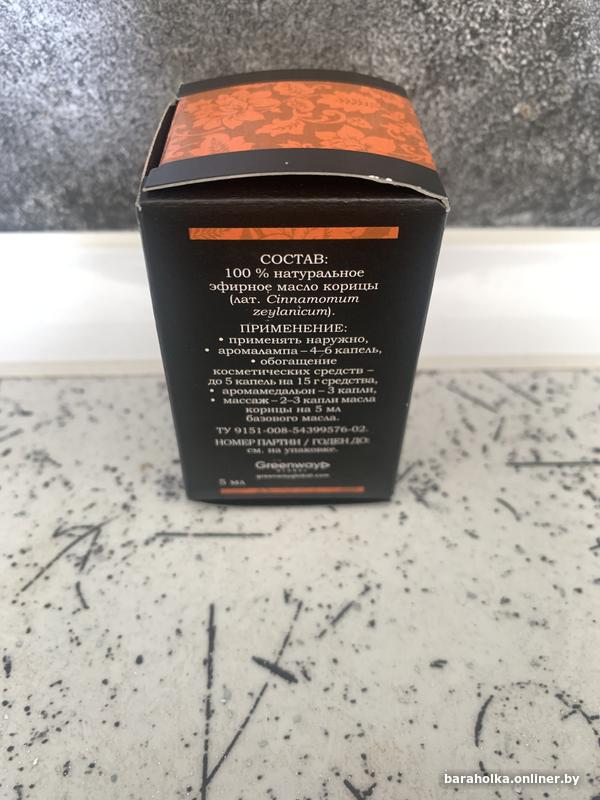 СОСТАВ:
100 % натуральное
эфирное масло корицы
(лат. Cinnamomum
zeylanicum).
ПРИМЕНЕНИЕ:
• применять наружно,
• аромалампа – 4–6 капель,
• обогащение
косметических средств –
до 5 капель на 15 г средства,
• аромамедальон – 3 капли,
• массаж – 2–3 капли масла
корицы на 5 мл
базового масла.
ТУ 9151-008-54399576-02.
НОМЕР ПАРТИИ / ГОДЕН ДО:
см. на упаковке.
Greenway
GLOBAL
greenwayglobal.com
5 мл
baraholka.onliner.by